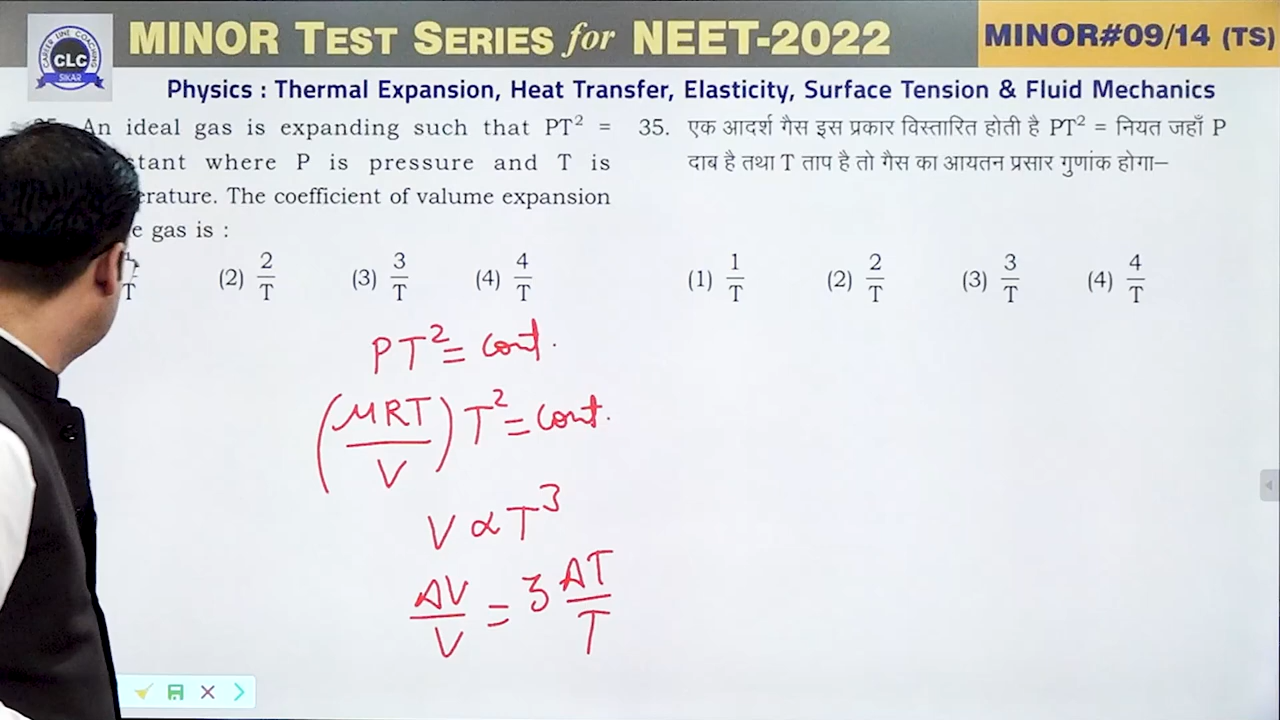 CAREER LINE COACHING
CLC
SIKAR
MINOR TEST SERIES for NEET-2022
MINOR#09/14 (TS)
Physics : Thermal Expansion, Heat Transfer, Elasticity, Surface Tension & Fluid Mechanics
An ideal gas is expanding such that PT² =
stant where P is pressure and T is
erature. The coefficient of valume expansion
e gas is :
T (2) 2/T (3) 3/T (4) 4/T
35. एक आदर्श गैस इस प्रकार विस्तारित होती है PT² = नियत जहाँ P
दाब है तथा T ताप है तो गैस का आयतन प्रसार गुणांक होगा–
(1) 1/T (2) 2/T (3) 3/T (4) 4/T
PT² = cont.
(μRT/V) T² = cont.
V ∝ T³
ΔV/V = 3 ΔT/T